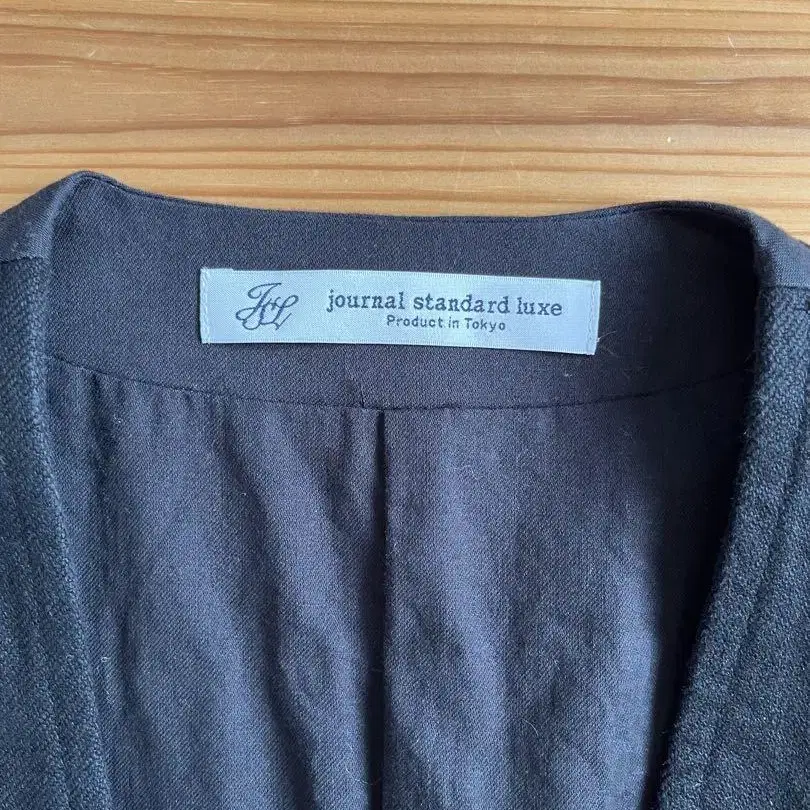 JSL
journal standard luxe
Product in Tokyo